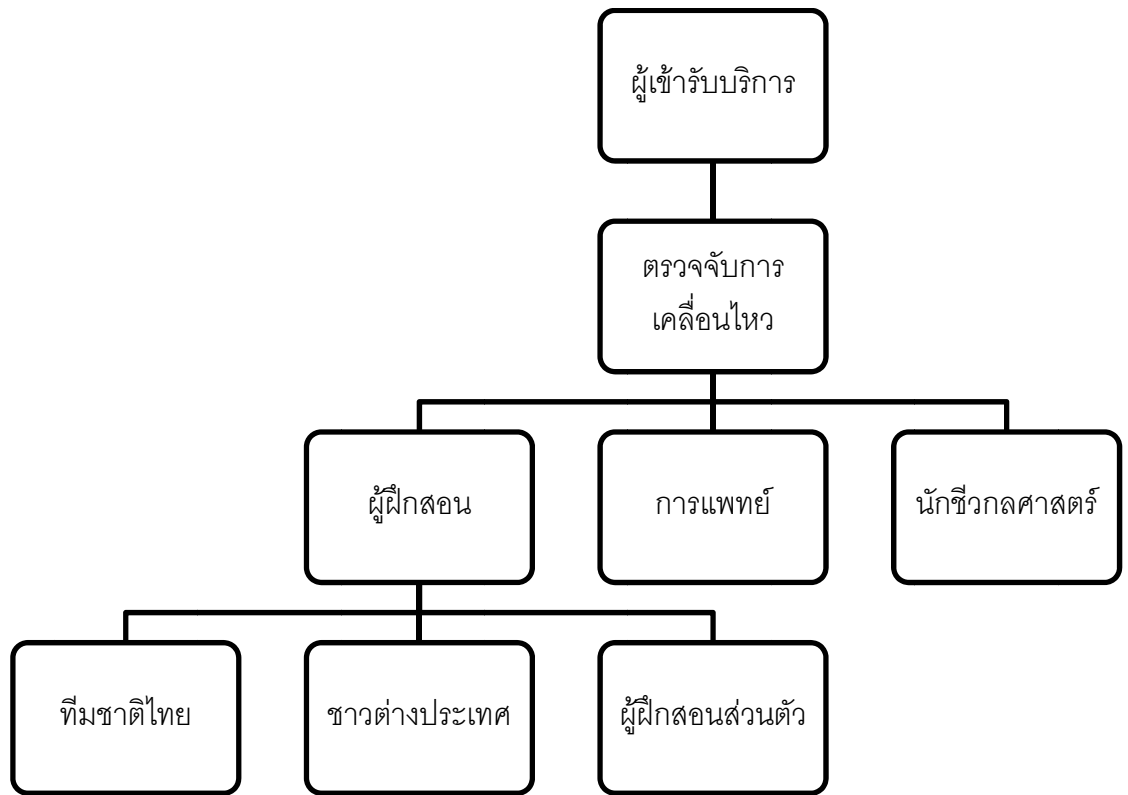 ผู้เข้ารับบริการ
ตรวจจับการ
เคลื่อนไหว
ผู้ฝึกสอน
การแพทย์
นักชีวกลศาสตร์
ทีมชาติไทย
ชาวต่างประเทศ
ผู้ฝึกสอนส่วนตัว